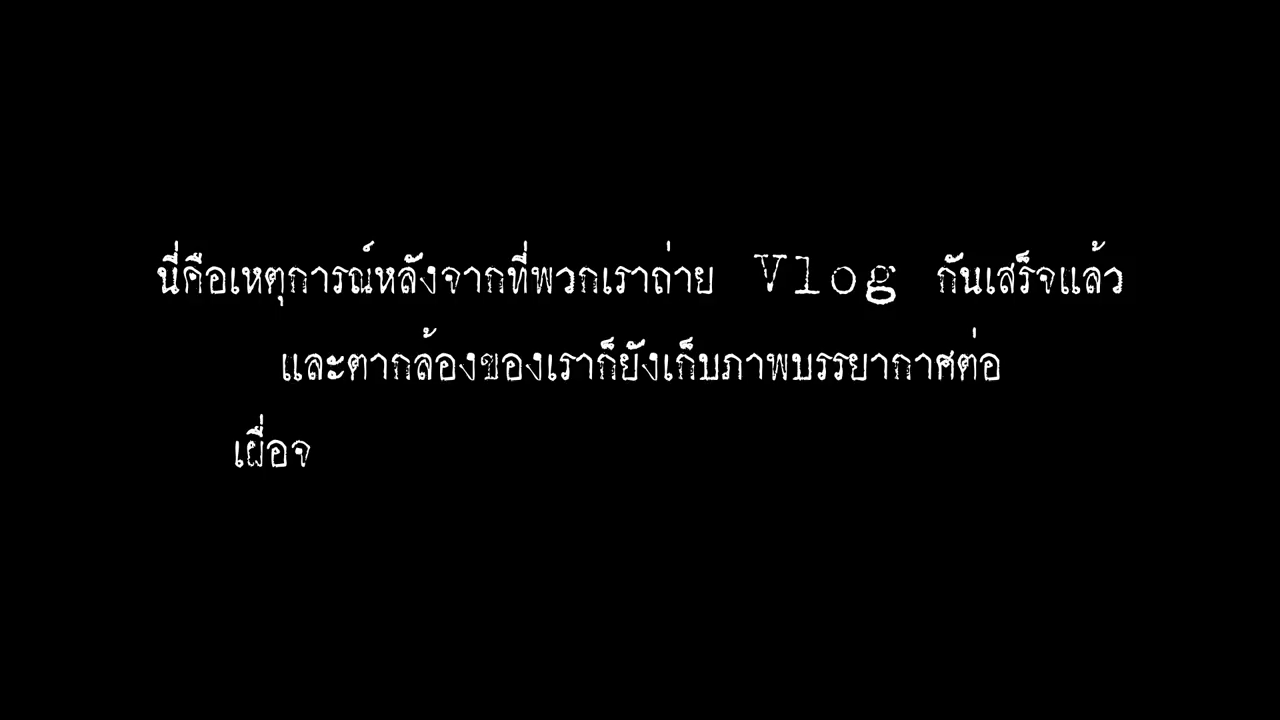 นี่คือเหตุการณ์หลังจากที่พวกเราถ่าย Vlog กันเสร็จแล้ว
และตากล้องของเราก็ยังเก็บภาพบรรยากาศต่อ
เผื่อจ